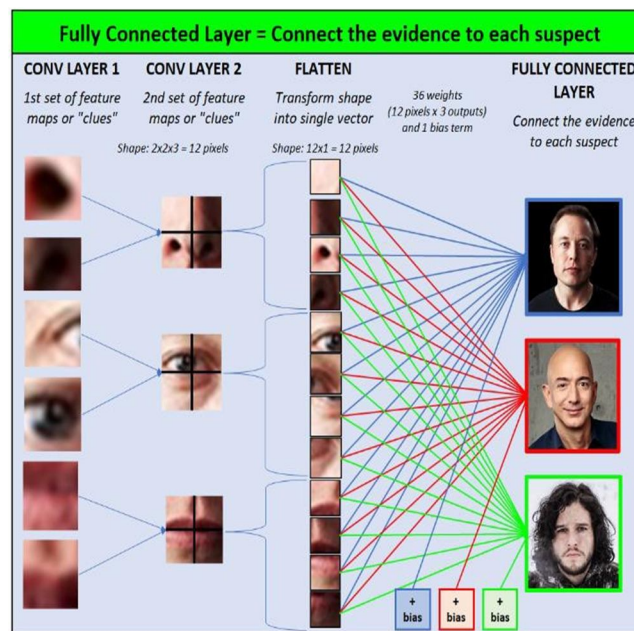 Fully Connected Layer = Connect the evidence to each suspect
CONV LAYER 1
1st set of feature
maps or "clues"
CONV LAYER 2
2nd set of feature
maps or "clues"
Shape: 2x2x3 = 12 pixels
FLATTEN
Transform shape
into single vector
Shape: 12x1 = 12 pixels
36 weights
(12 pixels x 3 outputs)
and 1 bias term
FULLY CONNECTED
LAYER
Connect the evidence
to each suspect
+
bias
+
bias
+
bias